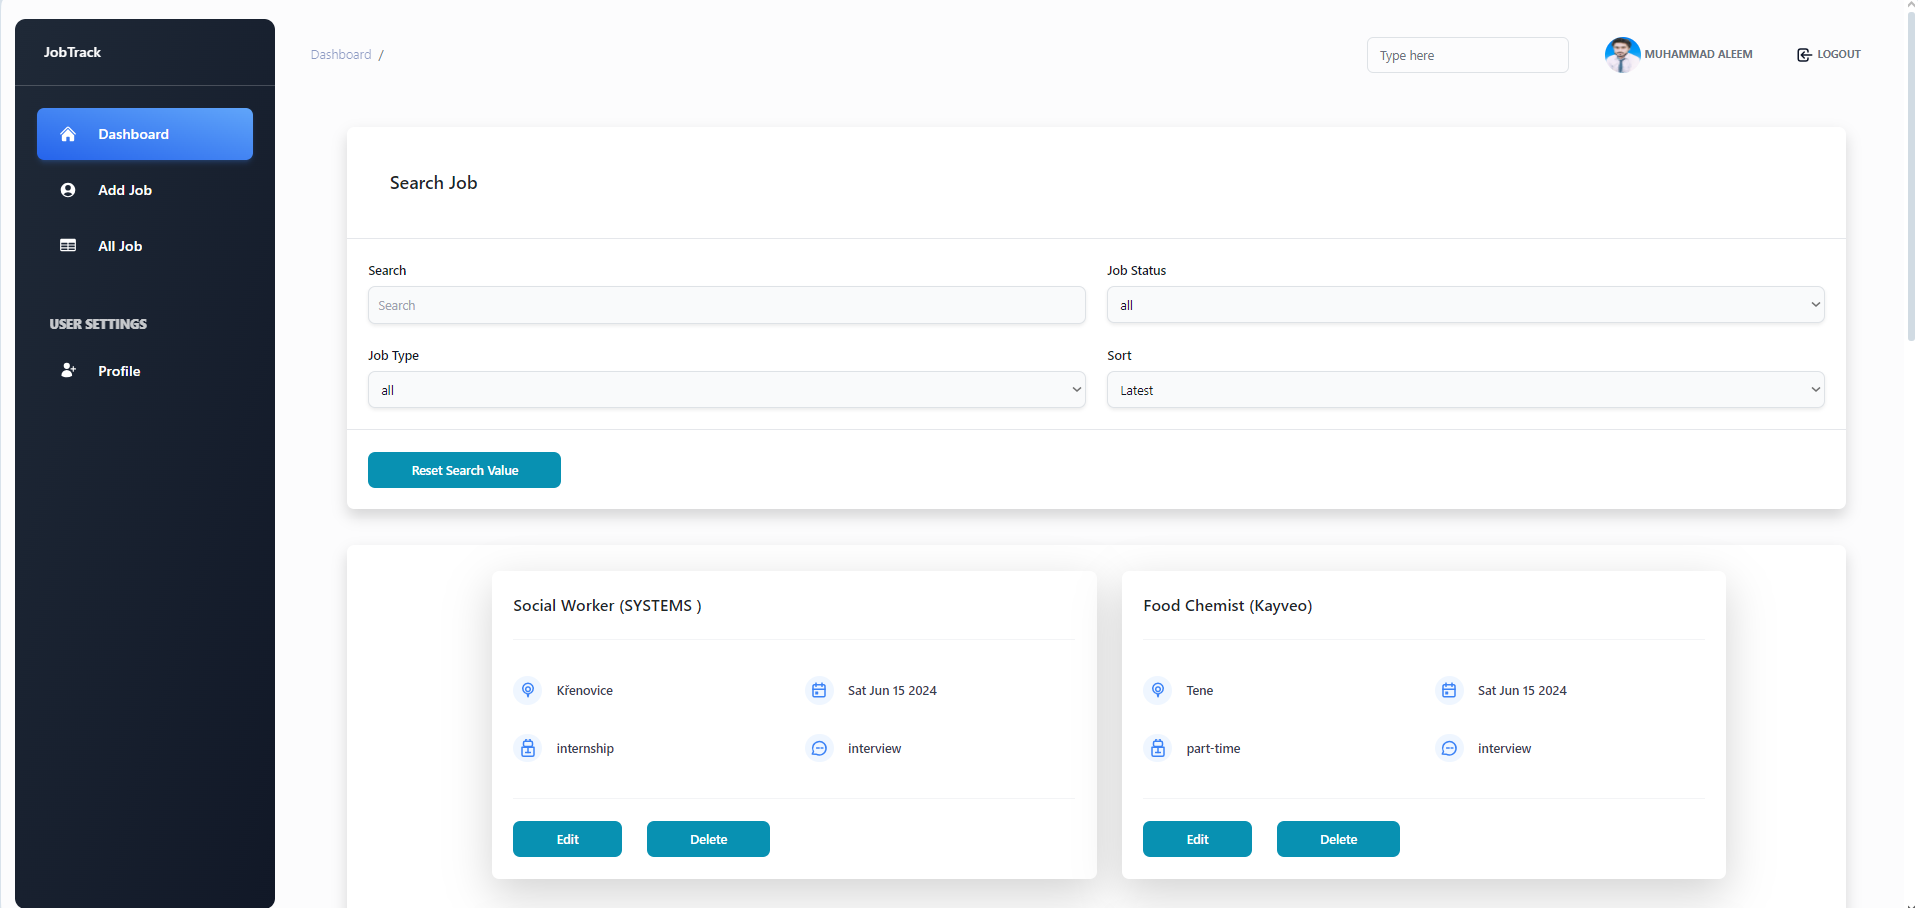 JobTrack
Dashboard
Add Job
All Job
USER SETTINGS
Profile
Dashboard /
Type here
MUHAMMAD ALEEM
LOGOUT
Search Job
Search
Job Status
Search
all
Job Type
Sort
all
Latest
Reset Search Value
Social Worker (SYSTEMS )
Křenovice
Sat Jun 15 2024
internship
interview
Edit
Delete
Food Chemist (Kayveo)
Tene
Sat Jun 15 2024
part-time
interview
Edit
Delete